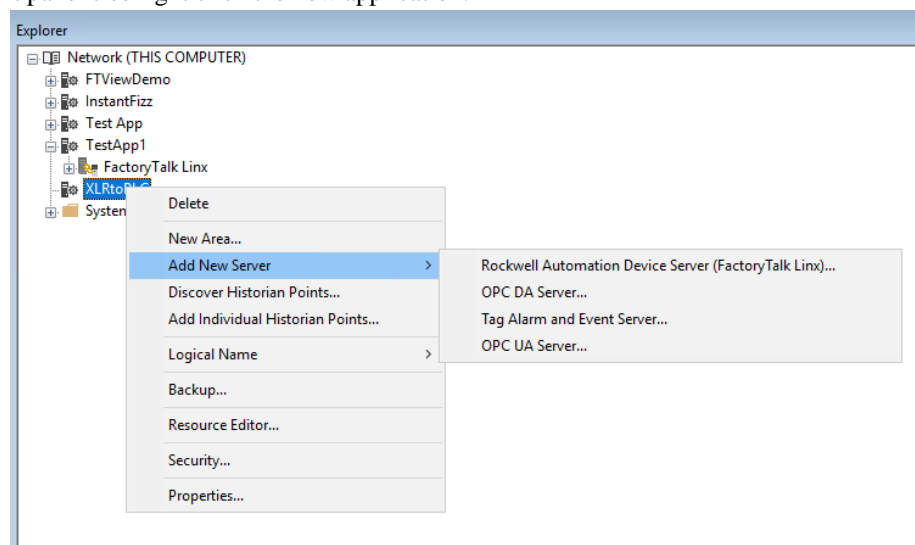 Explorer
Network (THIS COMPUTER)
FTViewDemo
InstantFizz
Test App
TestApp1
FactoryTalk Linx
XLRtoPLC
System
Delete
New Area...
Add New Server
Discover Historian Points...
Add Individual Historian Points...
Logical Name
Backup...
Resource Editor...
Security...
Properties...
Rockwell Automation Device Server (FactoryTalk Linx)...
OPC DA Server...
Tag Alarm and Event Server...
OPC UA Server...